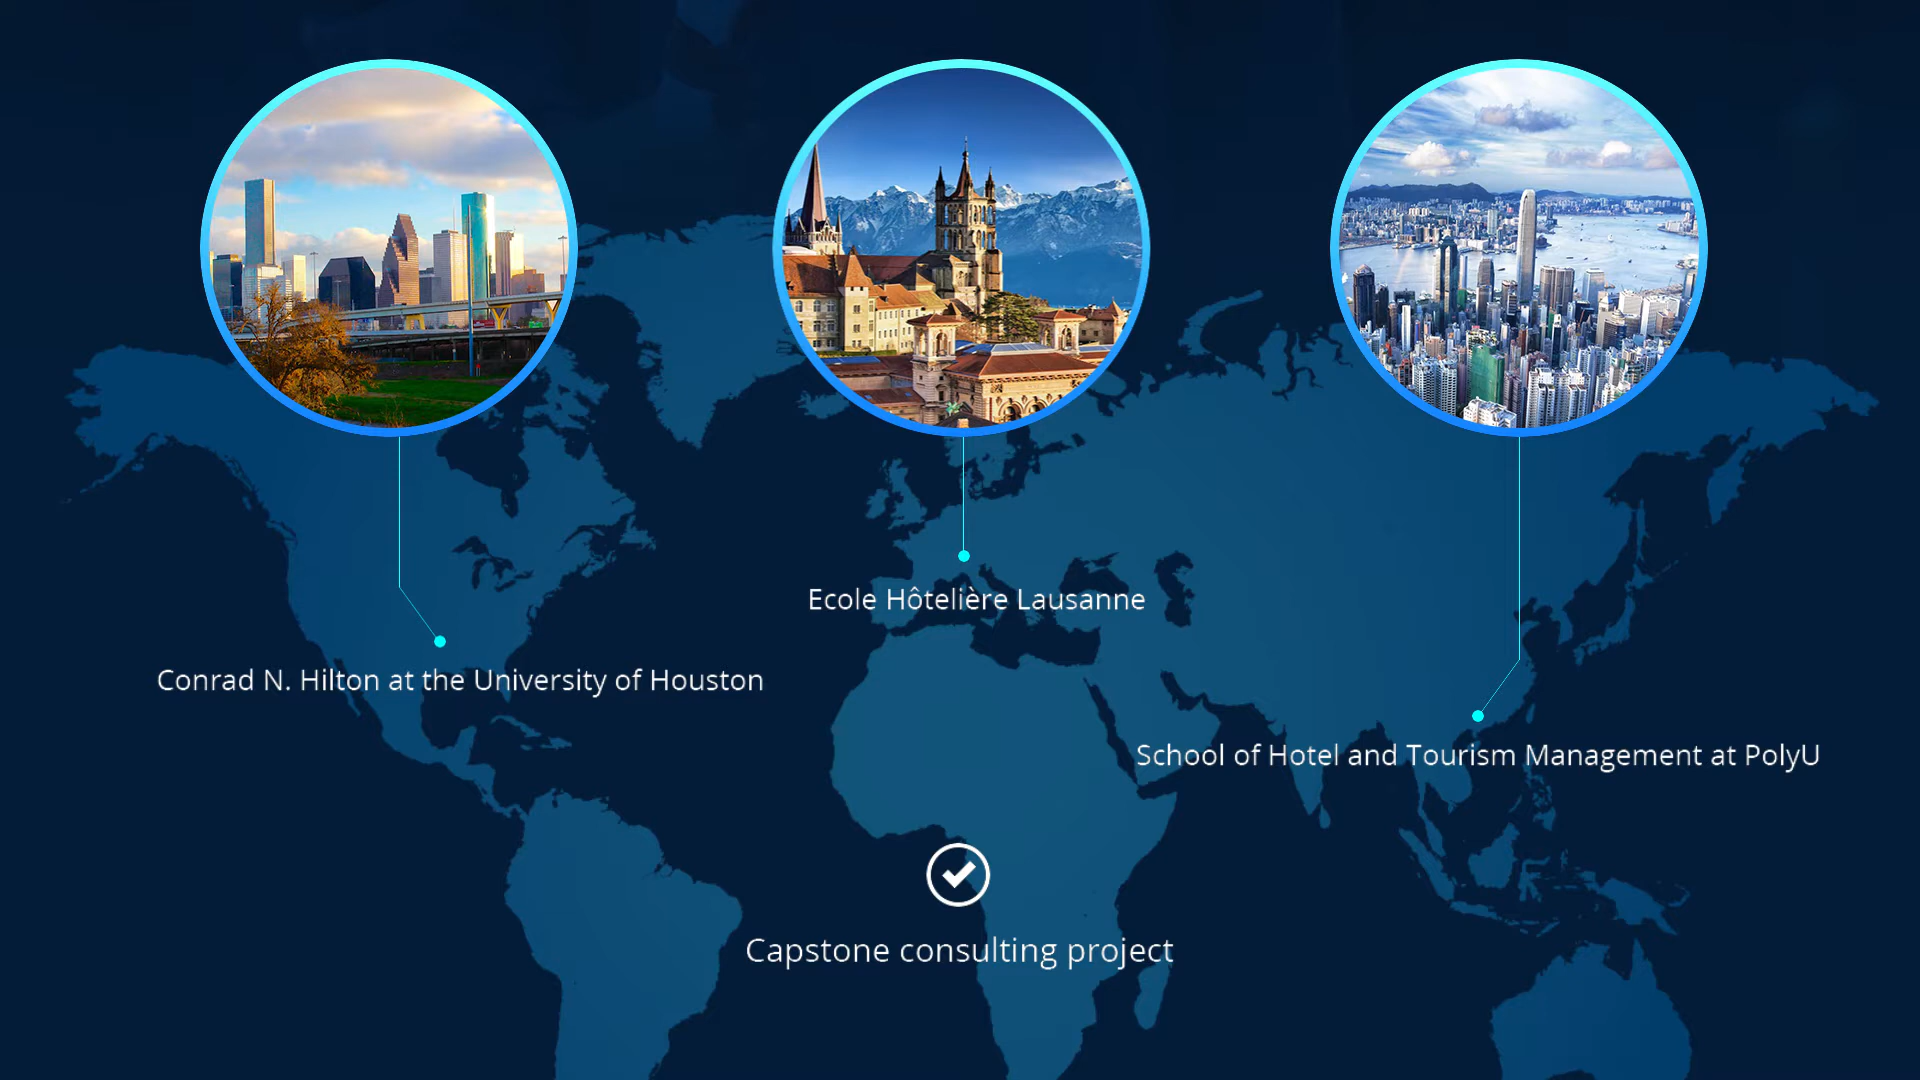 Ecole Hôtelière Lausanne
Conrad N. Hilton at the University of Houston
School of Hotel and Tourism Management at PolyU
Capstone consulting project